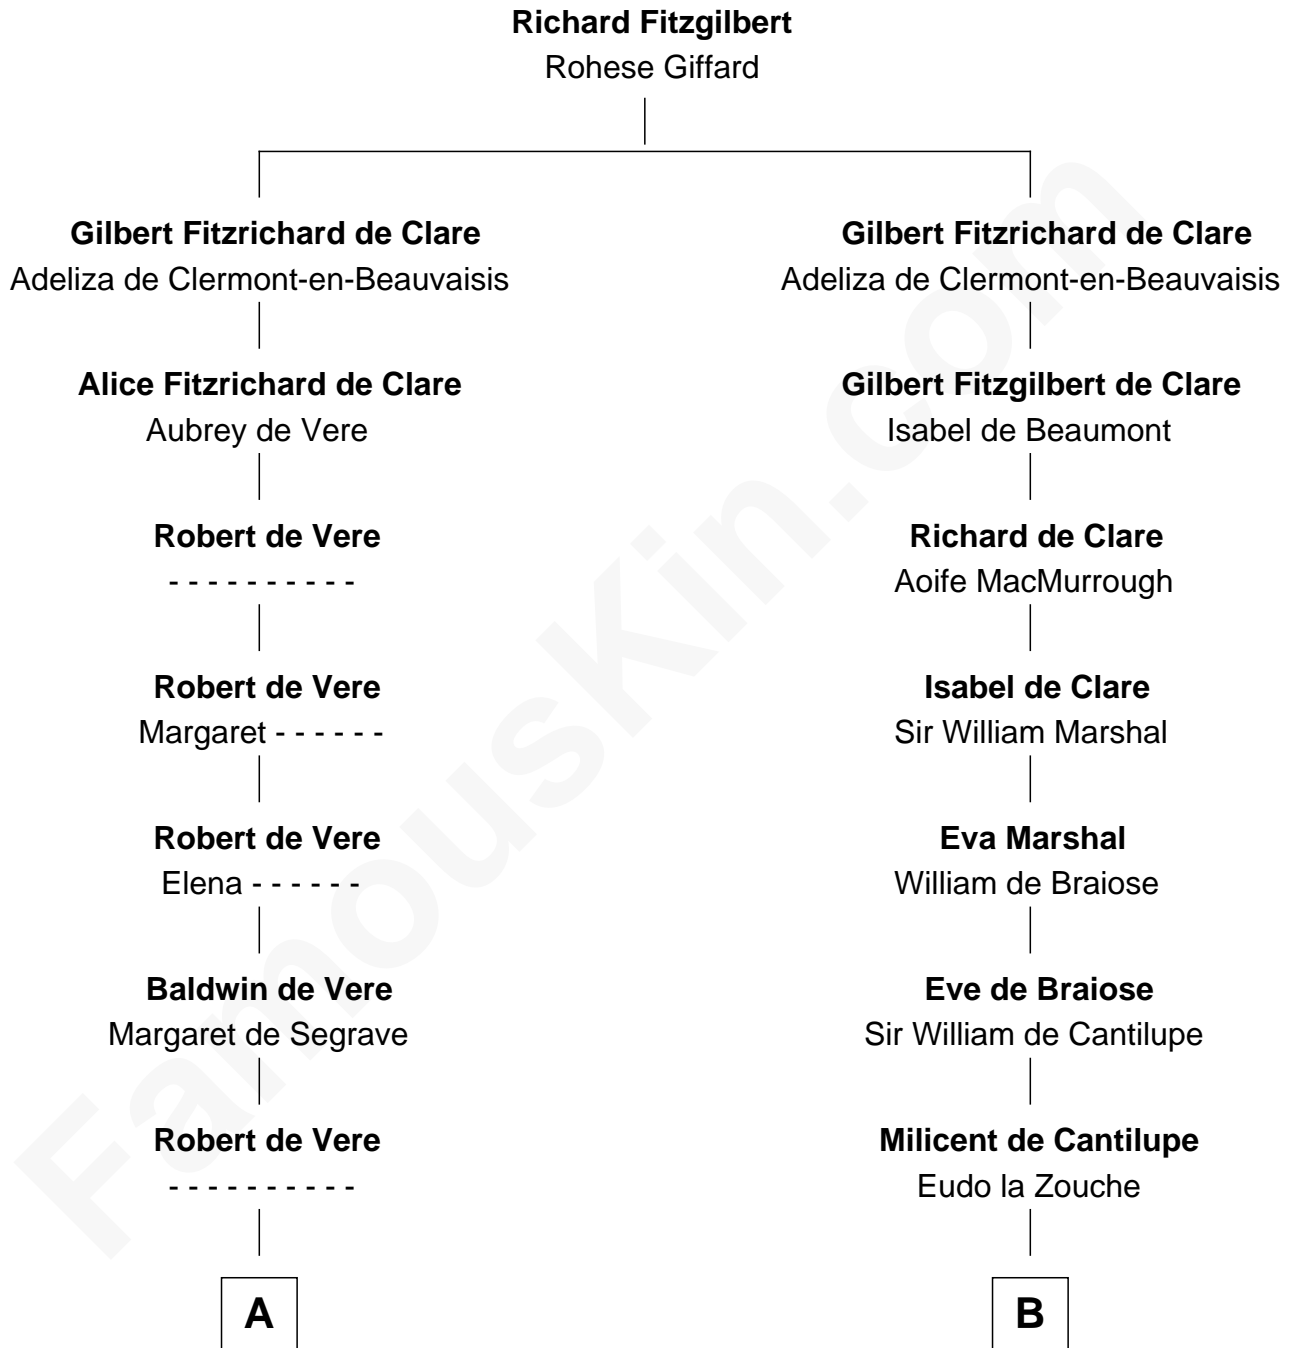 Richard Fitzgilbert
Rohese Giffard
Gilbert Fitzrichard de Clare
Adeliza de Clermont-en-Beauvaisis
Gilbert Fitzrichard de Clare
Adeliza de Clermont-en-Beauvaisis
Alice Fitzrichard de Clare
Aubrey de Vere
Gilbert Fitzgilbert de Clare
Isabel de Beaumont
Robert de Vere
- - - - - - - - - -
Richard de Clare
Aoife MacMurrough
Robert de Vere
Margaret - - - - - -
Isabel de Clare
Sir William Marshal
Robert de Vere
Elena - - - - - -
Eva Marshal
William de Braiose
Baldwin de Vere
Margaret de Segrave
Eve de Braiose
Sir William de Cantilupe
Robert de Vere
- - - - - - - - - -
Milicent de Cantilupe
Eudo la Zouche
A
B
FamousKin.com